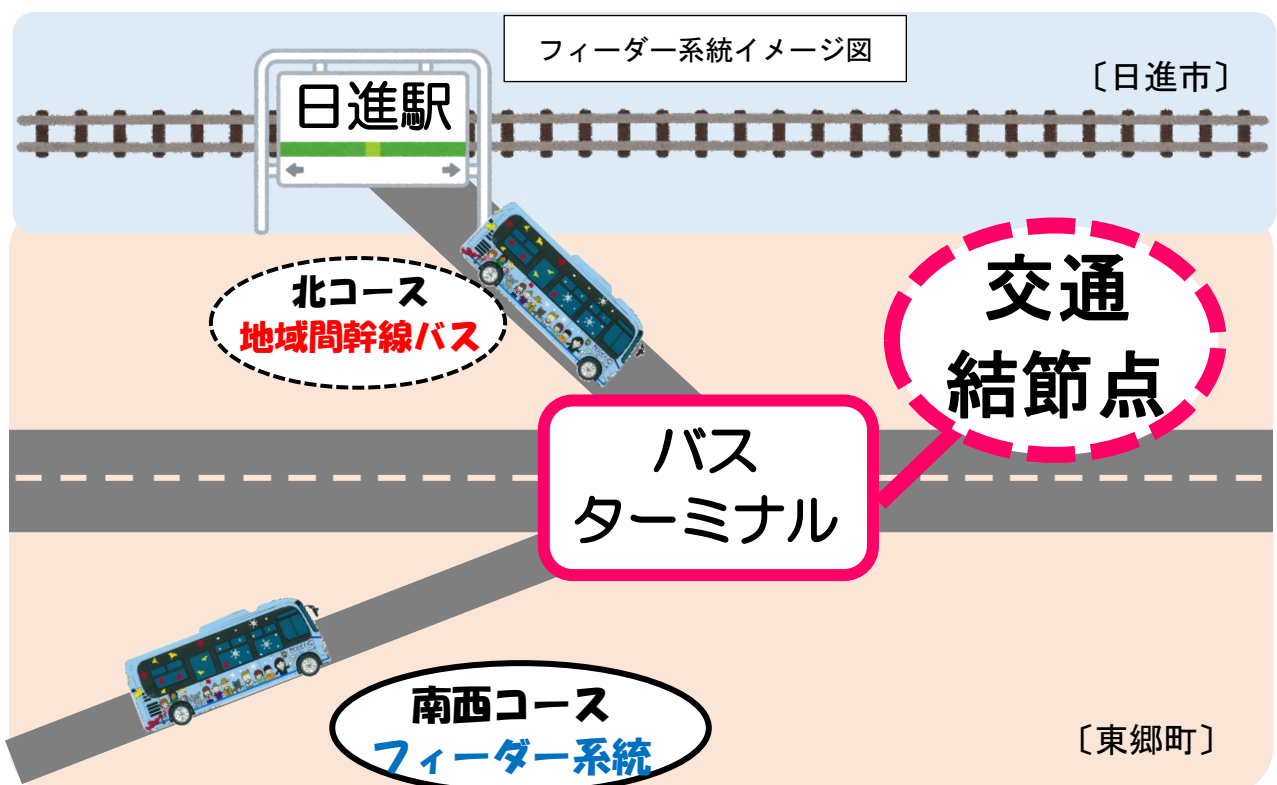 フィーダー系統イメージ図
〔日進市〕
日進駅
北コース
地域間幹線バス
交通
結節点
バス
ターミナル
南西コース
フィーダー系統
〔東郷町〕